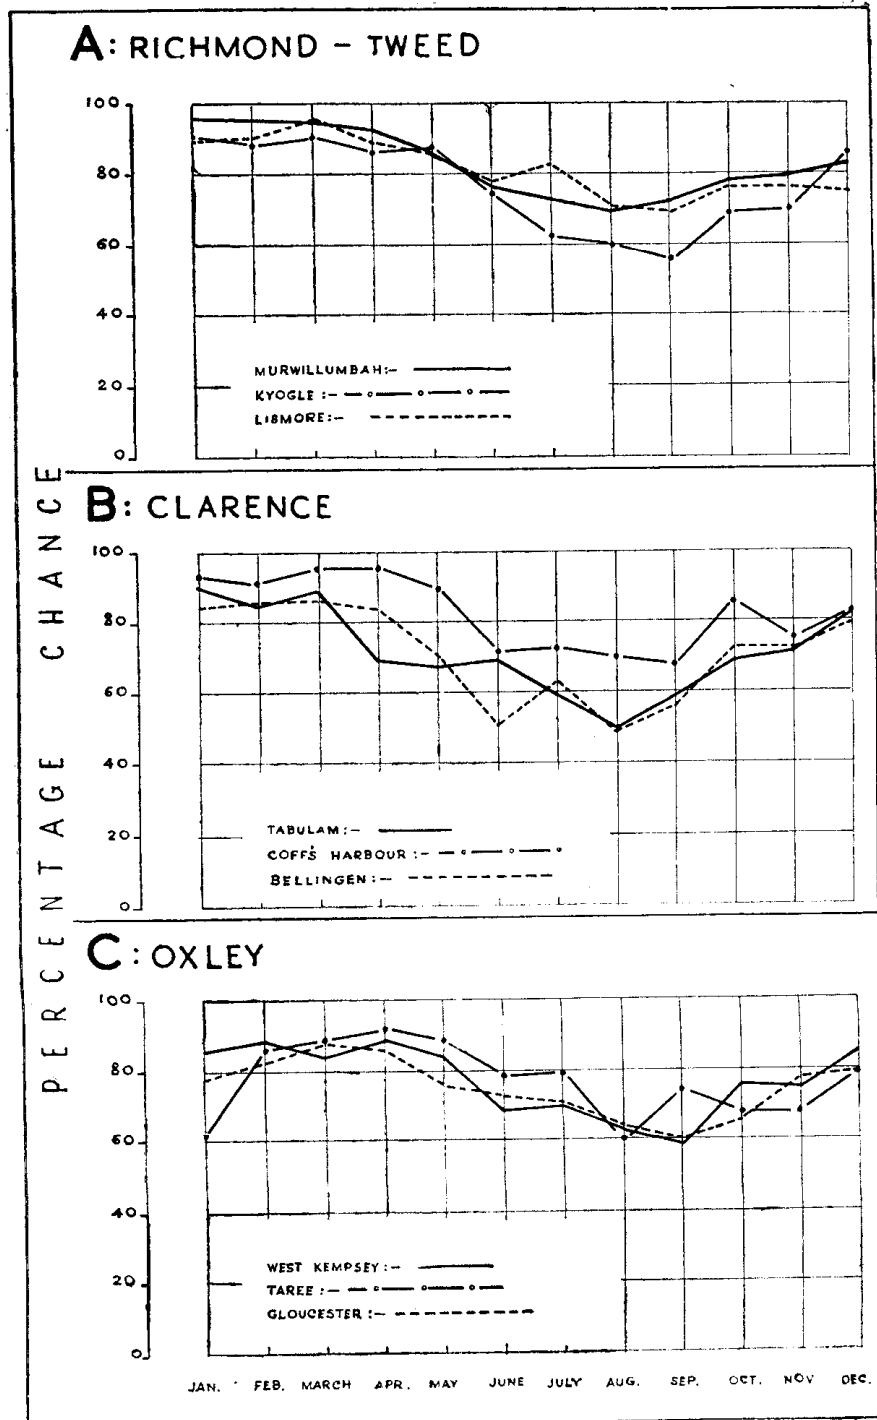 A: RICHMOND - TWEED
100
80
60
40
20
0
MURWILLUMBAH:-
KYOGLE :-
LISMORE:-
PERCENTAGE CHANCE
B: CLARENCE
100
80
60
40
20
0
TABULAM:-
COFF'S HARBOUR:-
BELLINGEN:-
C: OXLEY
100
80
60
40
20
0
WEST KEMPSEY:-
TAREE :-
GLOUCESTER:-
JAN. FEB. MARCH APR. MAY JUNE JULY AUG. SEP. OCT. NOV DEC.